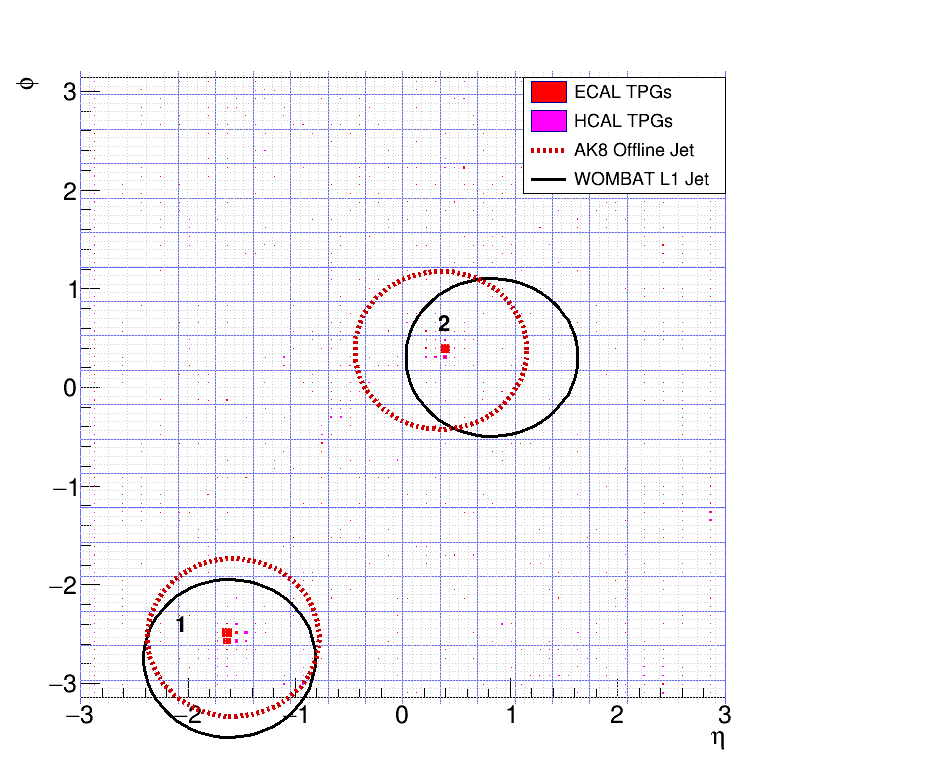 ϕ
3
2
1
0
−1
−2
−3
ECAL TPGs
HCAL TPGs
AK8 Offline Jet
WOMBAT L1 Jet
2
1
−3 −2 −1 0 1 2 3
η